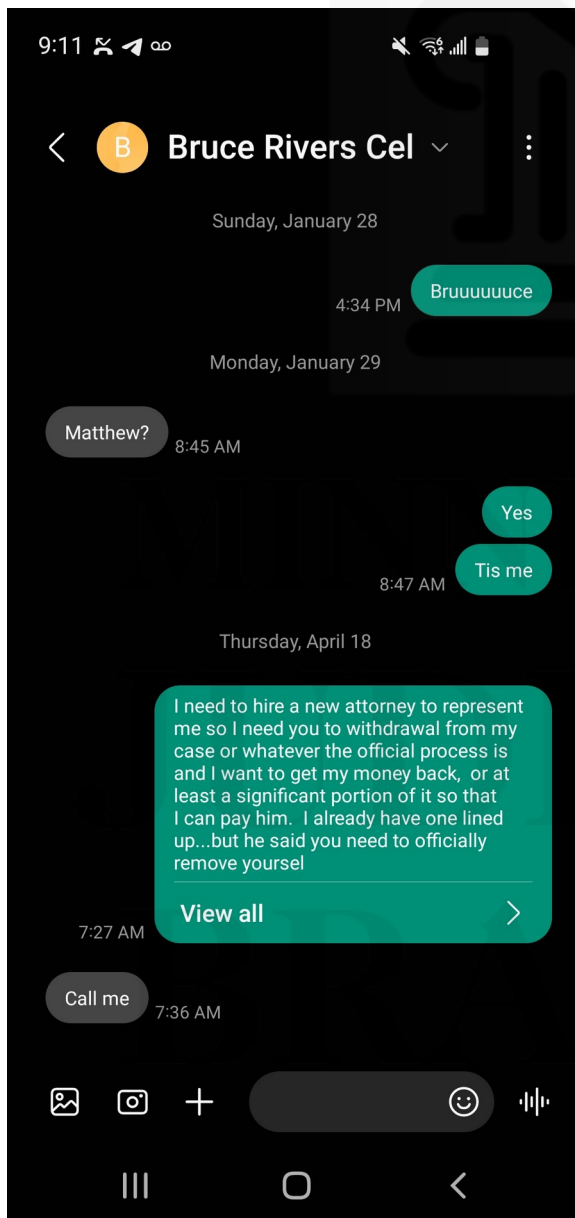 9:11
B
Bruce Rivers Cel
Sunday, January 28
Bruuuuuuce
4:34 PM
Monday, January 29
Matthew?
8:45 AM
Yes
Tis me
8:47 AM
Thursday, April 18
I need to hire a new attorney to represent
me so I need you to withdrawal from my
case or whatever the official process is
and I want to get my money back, or at
least a significant portion of it so that
I can pay him. I already have one lined
up...but he said you need to officially
remove yoursel
View all
7:27 AM
Call me
7:36 AM